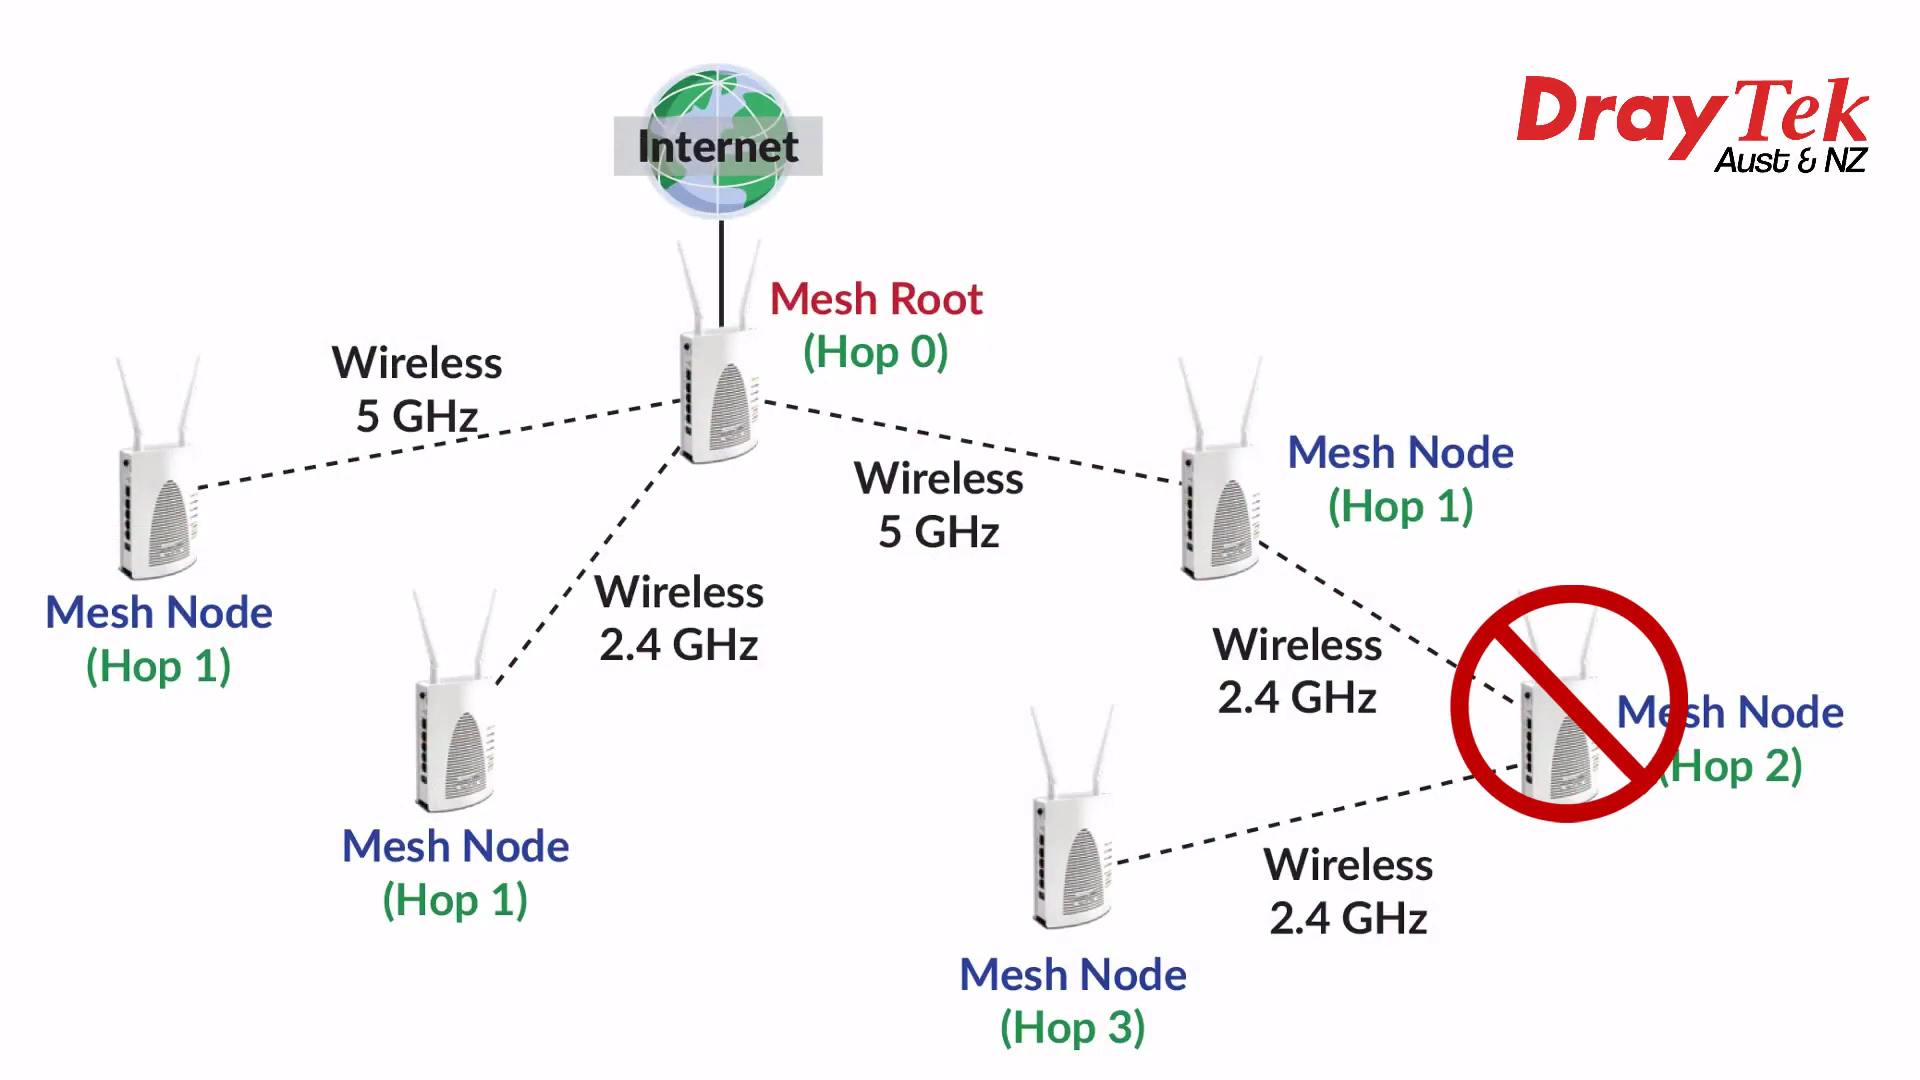 Internet
DrayTek
Aust & NZ
Mesh Root
(Hop 0)
Wireless
5 GHz
Wireless
5 GHz
Mesh Node
(Hop 1)
Mesh Node
(Hop 1)
Wireless
2.4 GHz
Wireless
2.4 GHz
Mesh Node
(Hop 2)
Mesh Node
(Hop 1)
Wireless
2.4 GHz
Mesh Node
(Hop 3)